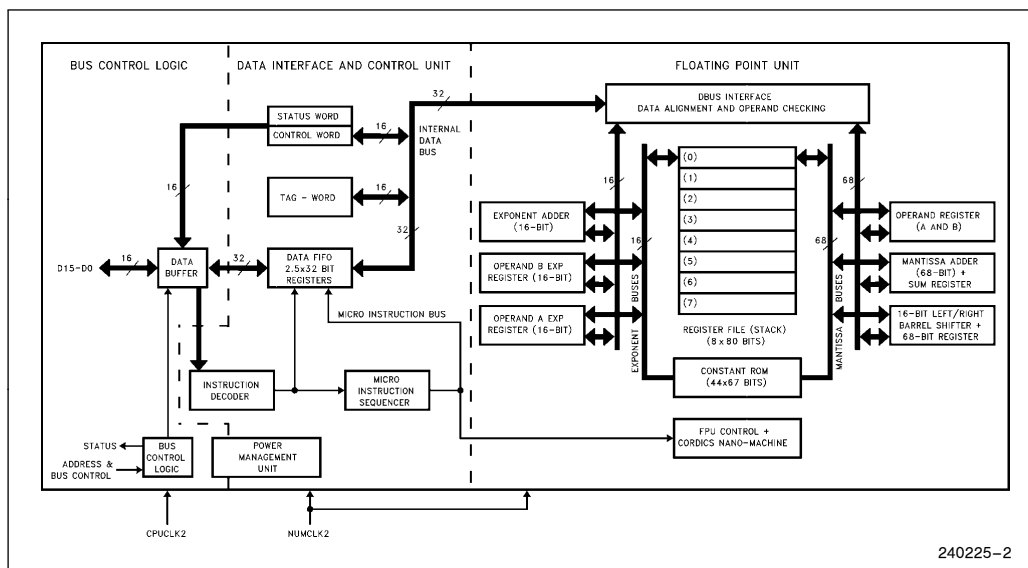 BUS CONTROL LOGIC
DATA INTERFACE AND CONTROL UNIT
FLOATING POINT UNIT
STATUS WORD
CONTROL WORD
16
INTERNAL
DATA
BUS
32
DBUS INTERFACE
DATA ALIGNMENT AND OPERAND CHECKING
16
TAG - WORD
16
32
D15-D0
16
DATA
BUFFER
32
DATA FIFO
2.5x32 BIT
REGISTERS
MICRO INSTRUCTION BUS
INSTRUCTION
DECODER
MICRO
INSTRUCTION
SEQUENCER
STATUS
ADDRESS &
BUS CONTROL
BUS
CONTROL
LOGIC
POWER
MANAGEMENT
UNIT
CPUCLK2
NUMCLK2
16
EXPONENT ADDER
(16-BIT)
OPERAND B EXP
REGISTER (16-BIT)
OPERAND A EXP
REGISTER (16-BIT)
16
EXPONENT BUSES
(0)
(1)
(2)
(3)
(4)
(5)
(6)
(7)
REGISTER FILE (STACK)
(8x80 BITS)
CONSTANT ROM
(44x67 BITS)
FPU CONTROL +
CORDICS NANO-MACHINE
68
68
MANTISSA BUSES
OPERAND REGISTER
(A AND B)
MANTISSA ADDER
(68-BIT) +
SUM REGISTER
16-BIT LEFT/RIGHT
BARREL SHIFTER +
68-BIT REGISTER
240225-2